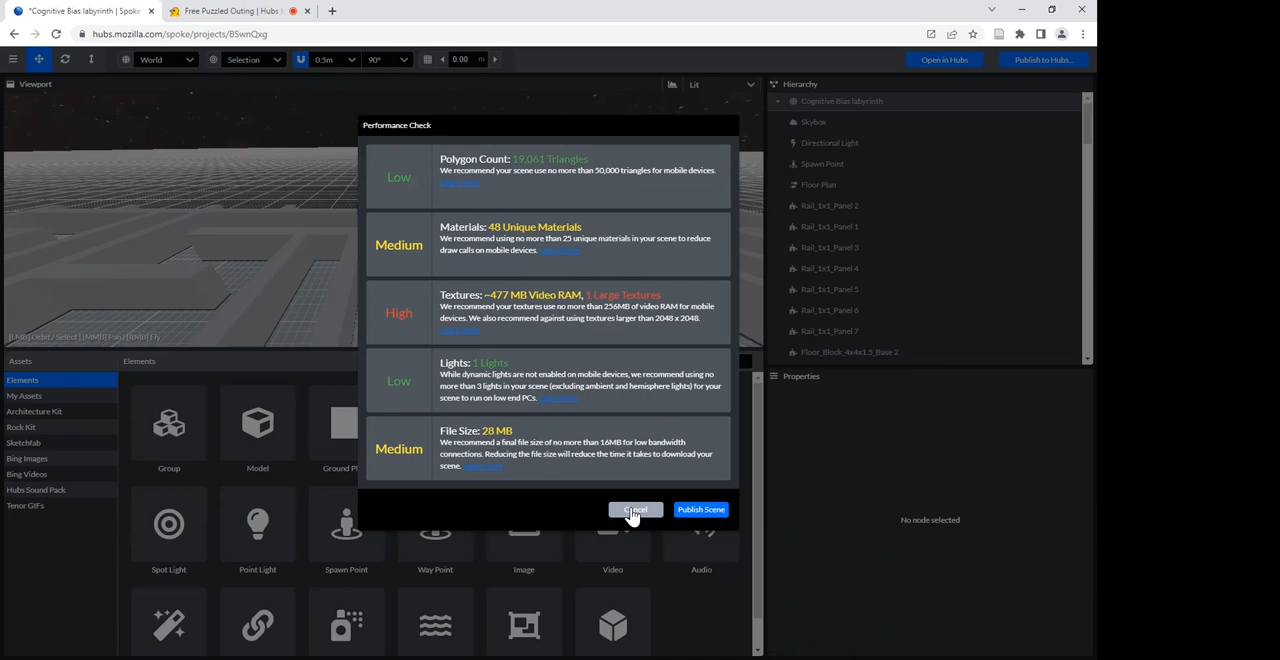 *Cognitive Bias labyrinth | Spoke
Free Puzzled Outing | Hubs
hubs.mozilla.com/spoke/projects/BSwnQxg
World
Selection
0.5m
90°
0.00 m
Open in Hubs
Publish to Hubs...
Viewport
Lit
Hierarchy
Cognitive Bias labyrinth
Skybox
Directional Light
Spawn Point
Floor Plan
Rail_1x1_Panel 2
Rail_1x1_Panel 1
Rail_1x1_Panel 3
Rail_1x1_Panel 4
Rail_1x1_Panel 5
Rail_1x1_Panel 6
Rail_1x1_Panel 7
Floor_Block_4x4x1.5_Base 2
Performance Check
Low
Polygon Count: 19,061 Triangles
We recommend your scene use no more than 50,000 triangles for mobile devices.
Medium
Materials: 48 Unique Materials
We recommend using no more than 25 unique materials in your scene to reduce
draw calls on mobile devices.
High
Textures: ~477 MB Video RAM, 1 Large Textures
We recommend your textures use no more than 256MB of video RAM for mobile
devices. We also recommend against using textures larger than 2048 x 2048.
Low
Lights: 1 Lights
While dynamic lights are not enabled on mobile devices, we recommend using no
more than 3 lights in your scene (excluding ambient and hemisphere lights) for your
scene to run on low end PCs.
Medium
File Size: 28 MB
We recommend a final file size of no more than 16MB for low bandwidth
connections. Reducing the file size will reduce the time it takes to download your
scene.
Cancel
Publish Scene
[LMB] Orbit / Select | [MMB] Pan | [RMB] Fly
Assets
Elements
Elements
My Assets
Architecture Kit
Rock Kit
Sketchfab
Bing Images
Bing Videos
Hubs Sound Pack
Tenor GIFs
Group
Model
Ground Pl
Spot Light
Point Light
Spawn Point
Way Point
Image
Video
Audio
Properties
No node selected